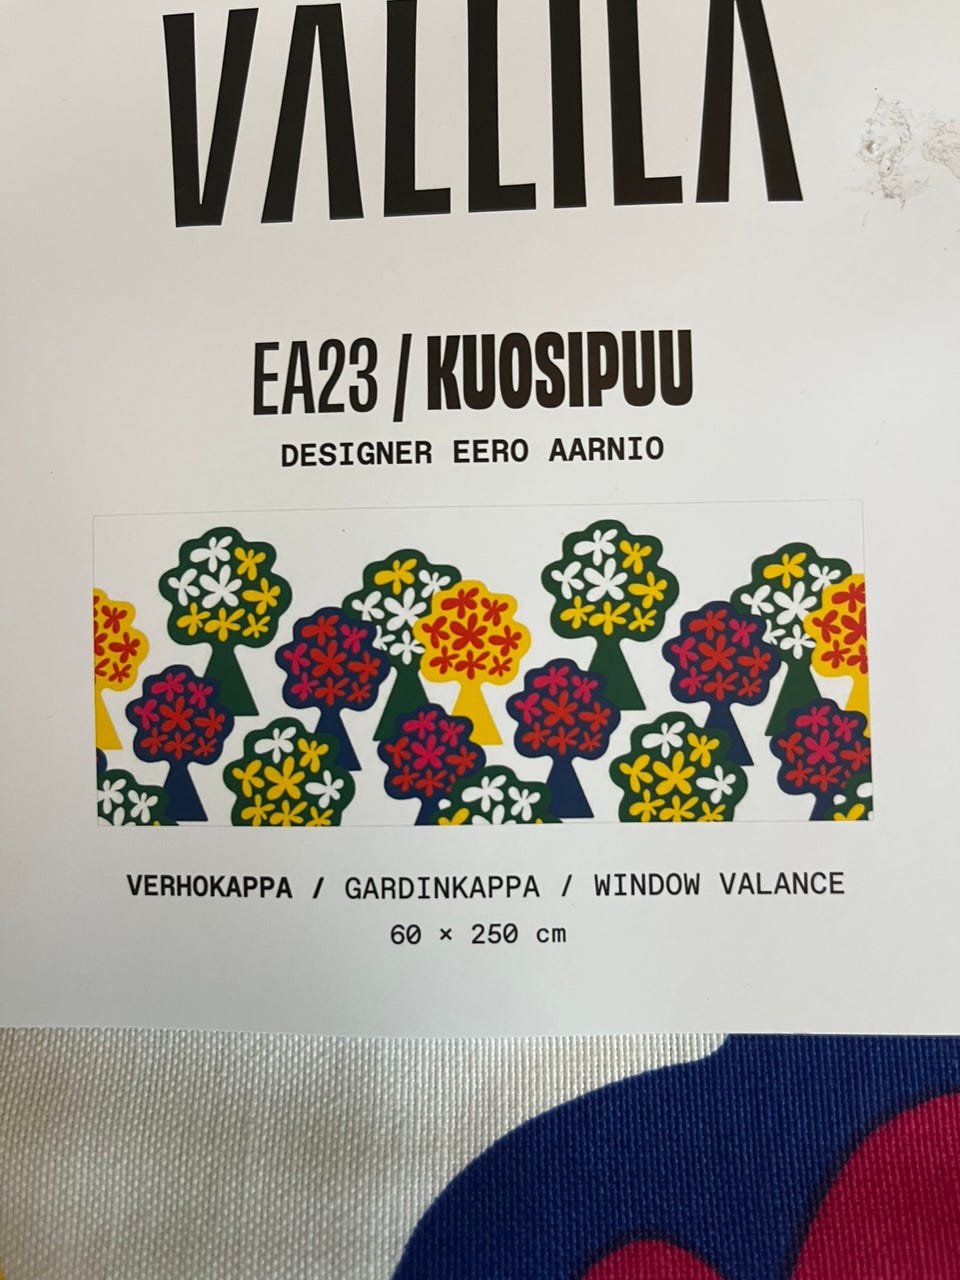 VALLILA
EA23 / KUOSIPUU
DESIGNER EERO AARNIO
VERHOKAPPA / GARDINKAPPA / WINDOW VALANCE
60 × 250 cm